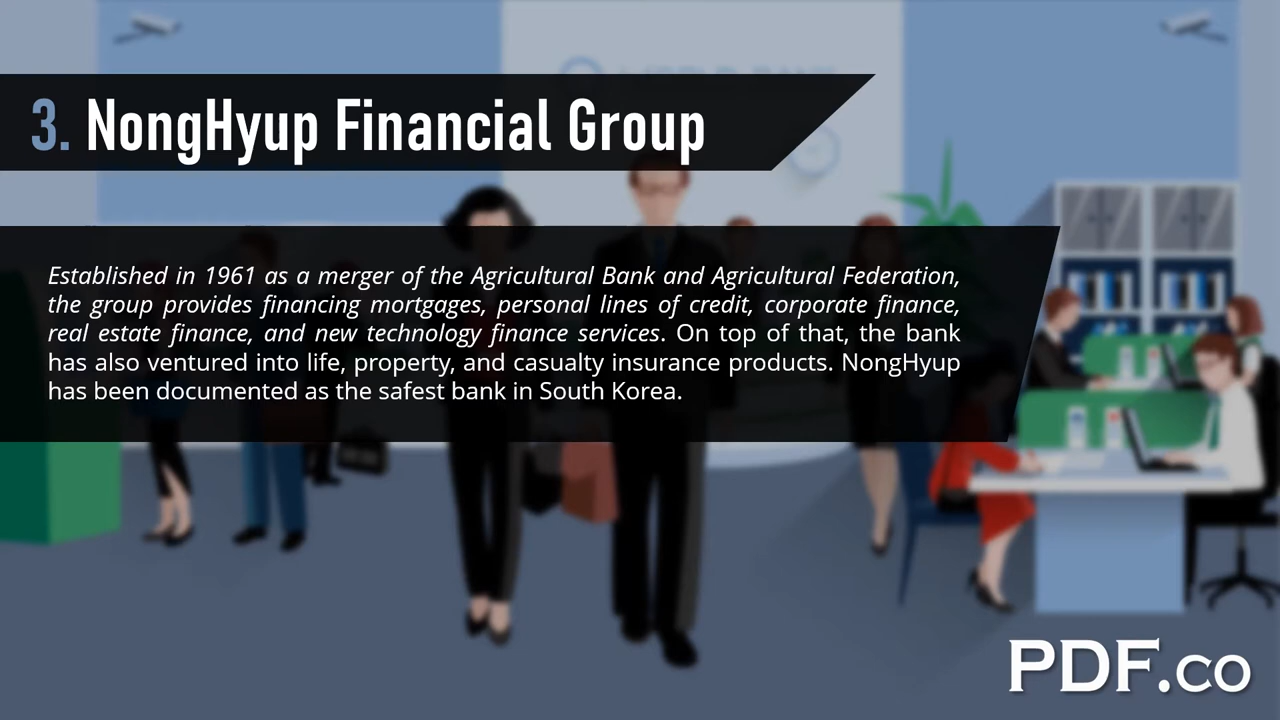 3. NongHyup Financial Group
Established in 1961 as a merger of the Agricultural Bank and Agricultural Federation,
the group provides financing mortgages, personal lines of credit, corporate finance,
real estate finance, and new technology finance services. On top of that, the bank
has also ventured into life, property, and casualty insurance products. NongHyup
has been documented as the safest bank in South Korea.
PDF.co